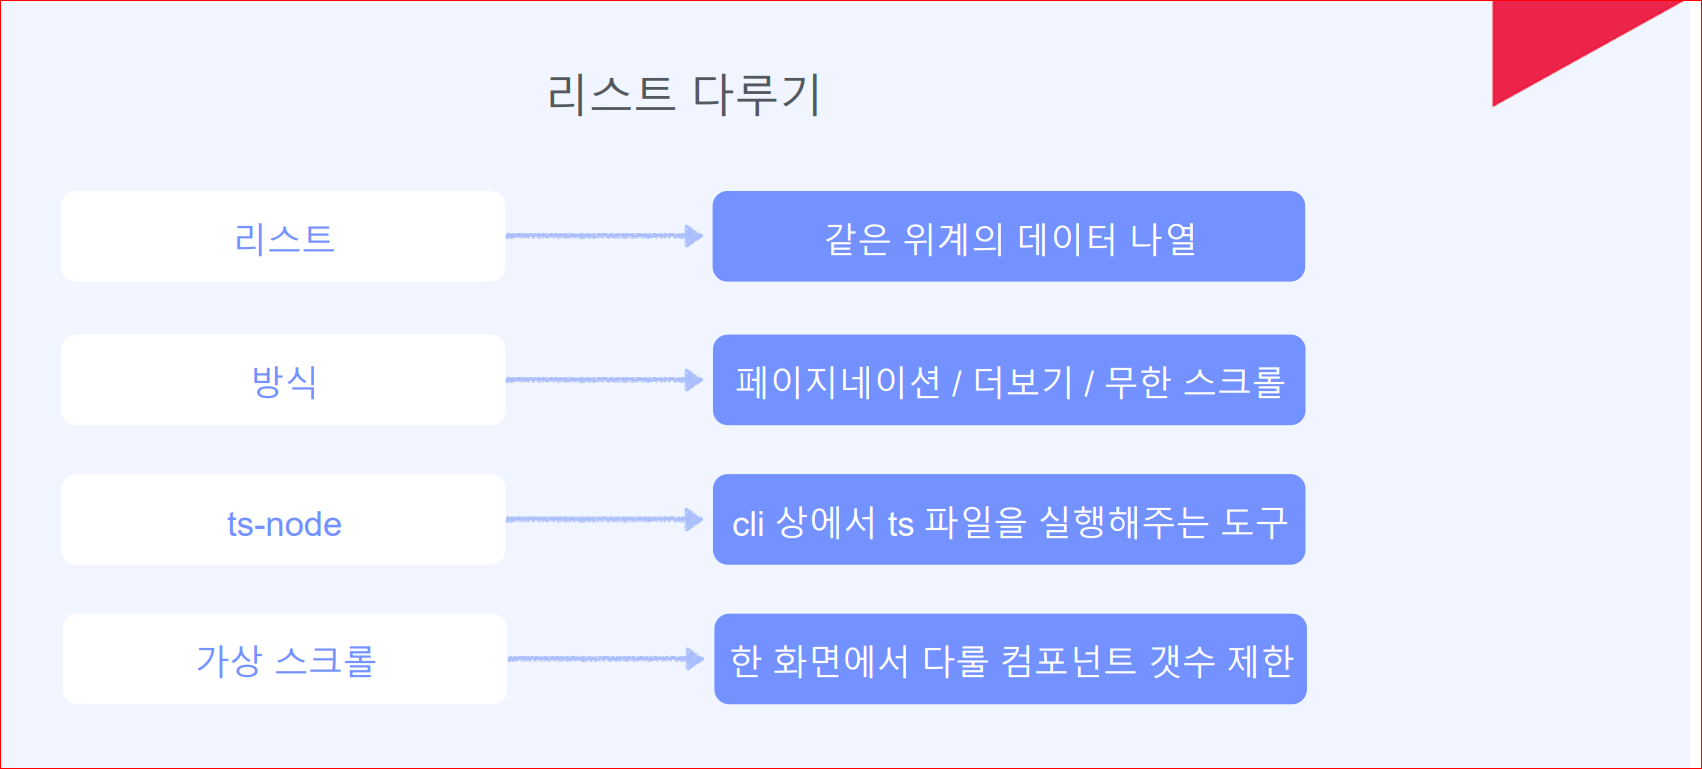 리스트 다루기
리스트
같은 위계의 데이터 나열
방식
페이지네이션 / 더보기 / 무한 스크롤
ts-node
cli 상에서 ts 파일을 실행해주는 도구
가상 스크롤
한 화면에서 다룰 컴포넌트 갯수 제한